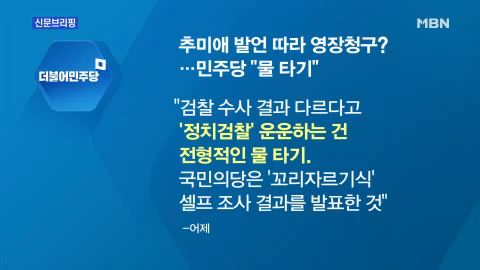 신문브리핑
MBN
더불어민주당
추미애 발언 따라 영장청구?
…민주당 "물 타기"
"검찰 수사 결과 다르다고
'정치검찰' 운운하는 건
전형적인 물 타기.
국민의당은 '꼬리자르기식'
셀프 조사 결과를 발표한 것"
–어제